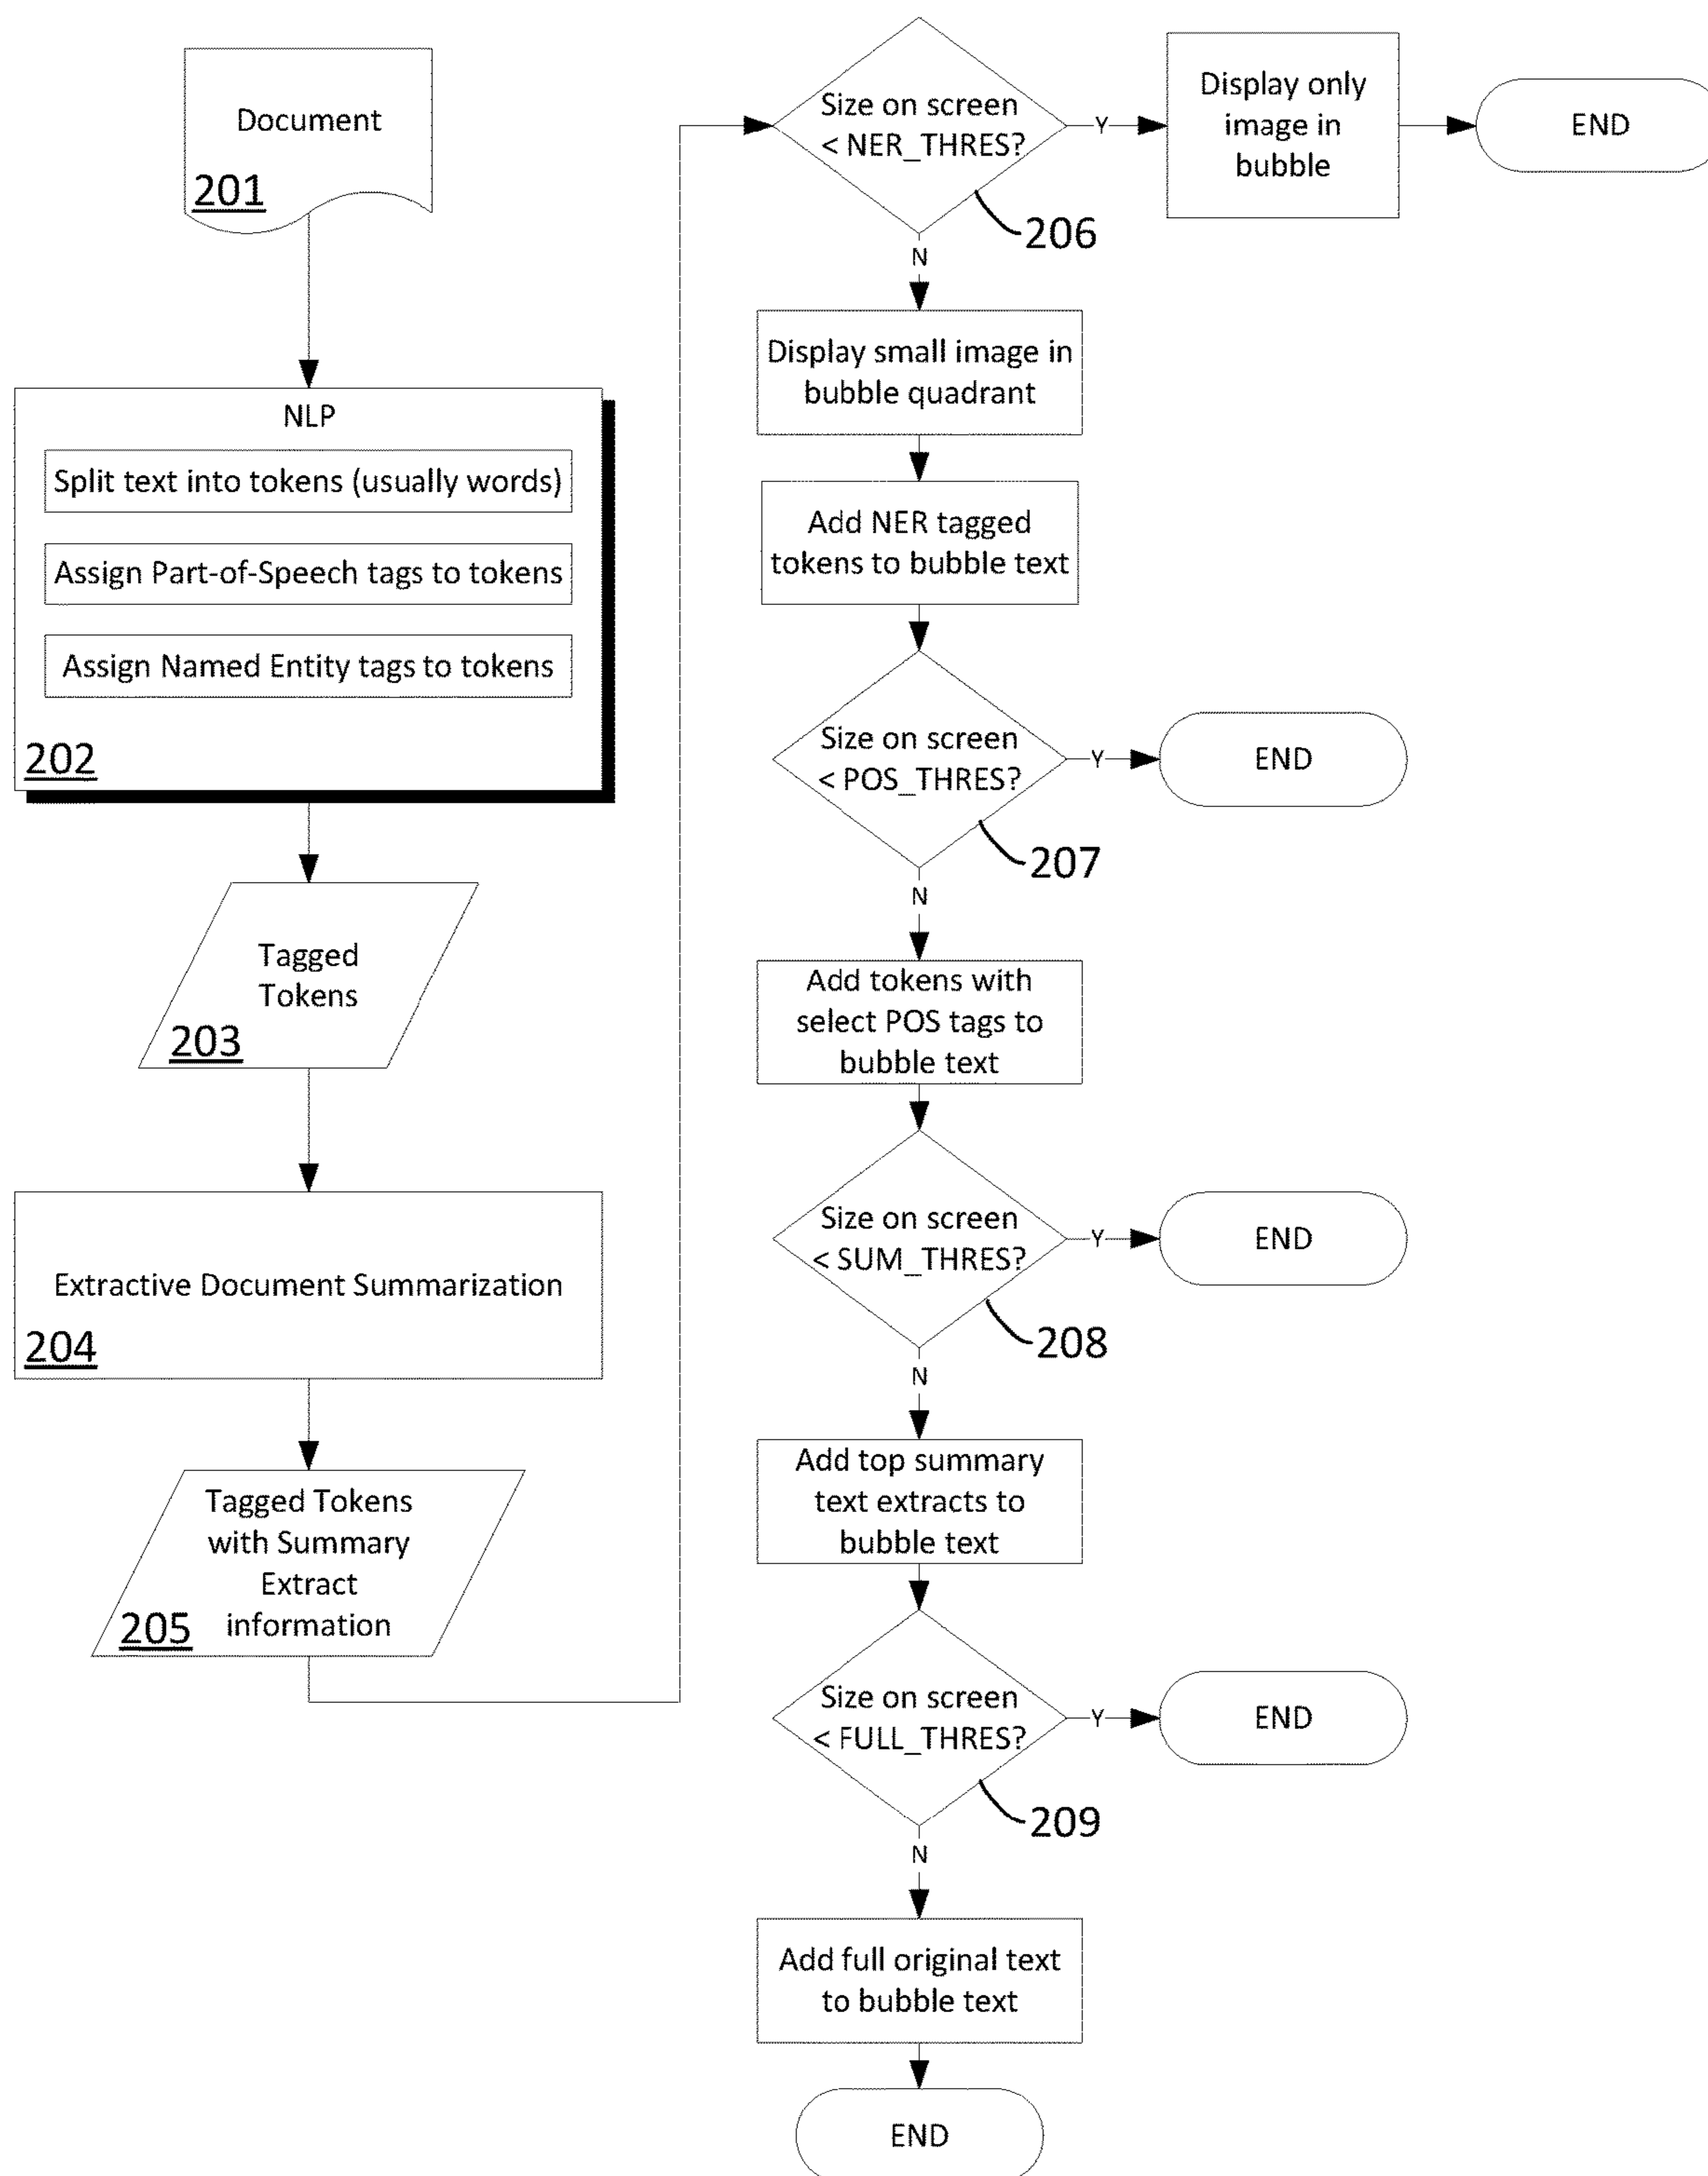 Document
201
NLP
Split text into tokens (usually words)
Assign Part-of-Speech tags to tokens
Assign Named Entity tags to tokens
202
Tagged
Tokens
203
Extractive Document Summarization
204
Tagged Tokens
with Summary
Extract
information
205
Size on screen
< NER_THRES?
206
Y
Display only
image in
bubble
END
N
Display small image in
bubble quadrant
Add NER tagged
tokens to bubble text
Size on screen
< POS_THRES?
207
Y
END
N
Add tokens with
select POS tags to
bubble text
Size on screen
< SUM_THRES?
208
Y
END
N
Add top summary
text extracts to
bubble text
Size on screen
< FULL_THRES?
209
Y
END
N
Add full original text
to bubble text
END